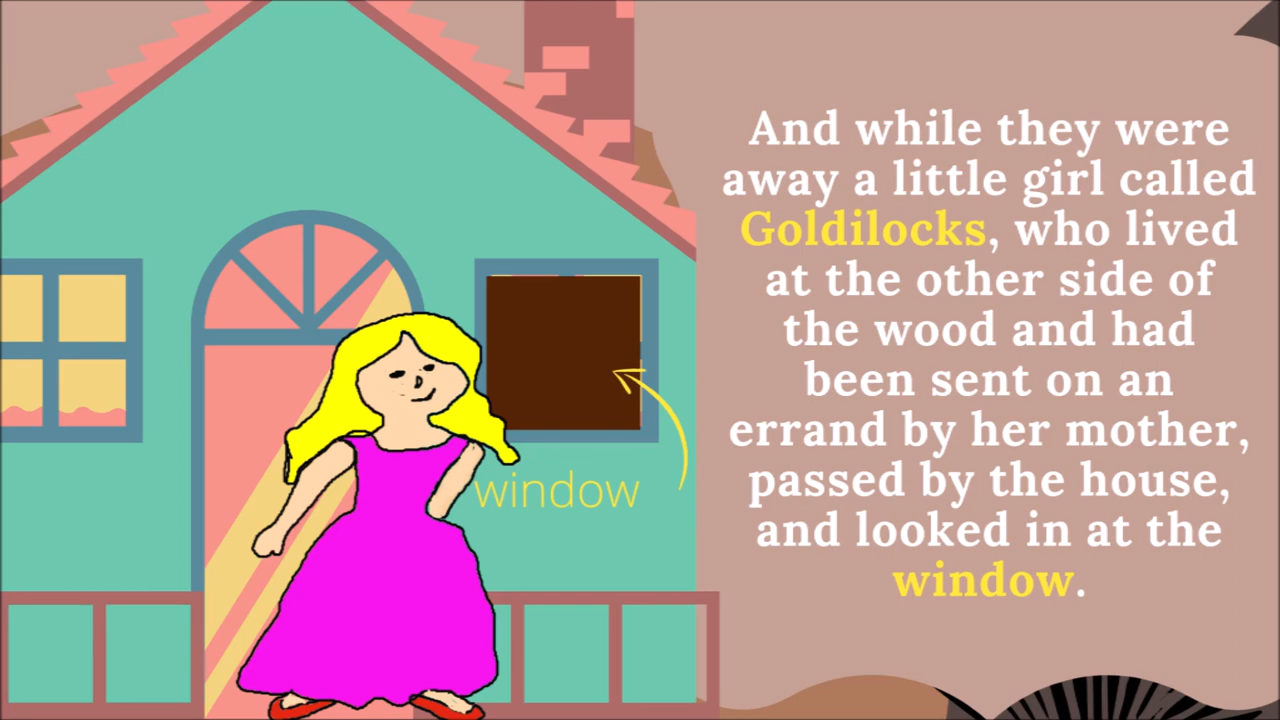 And while they were
away a little girl called
Goldilocks, who lived
at the other side of
the wood and had
been sent on an
errand by her mother,
passed by the house,
and looked in at the
window.
window